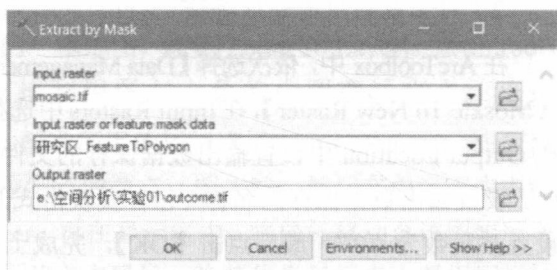 Extract by Mask
Input raster
mosaic.tif
Input raster or feature mask data
研究区_FeatureToPolygon
Output raster
e:\空间分析\实验01\outcome.tif
OK Cancel Environments... Show Help >>